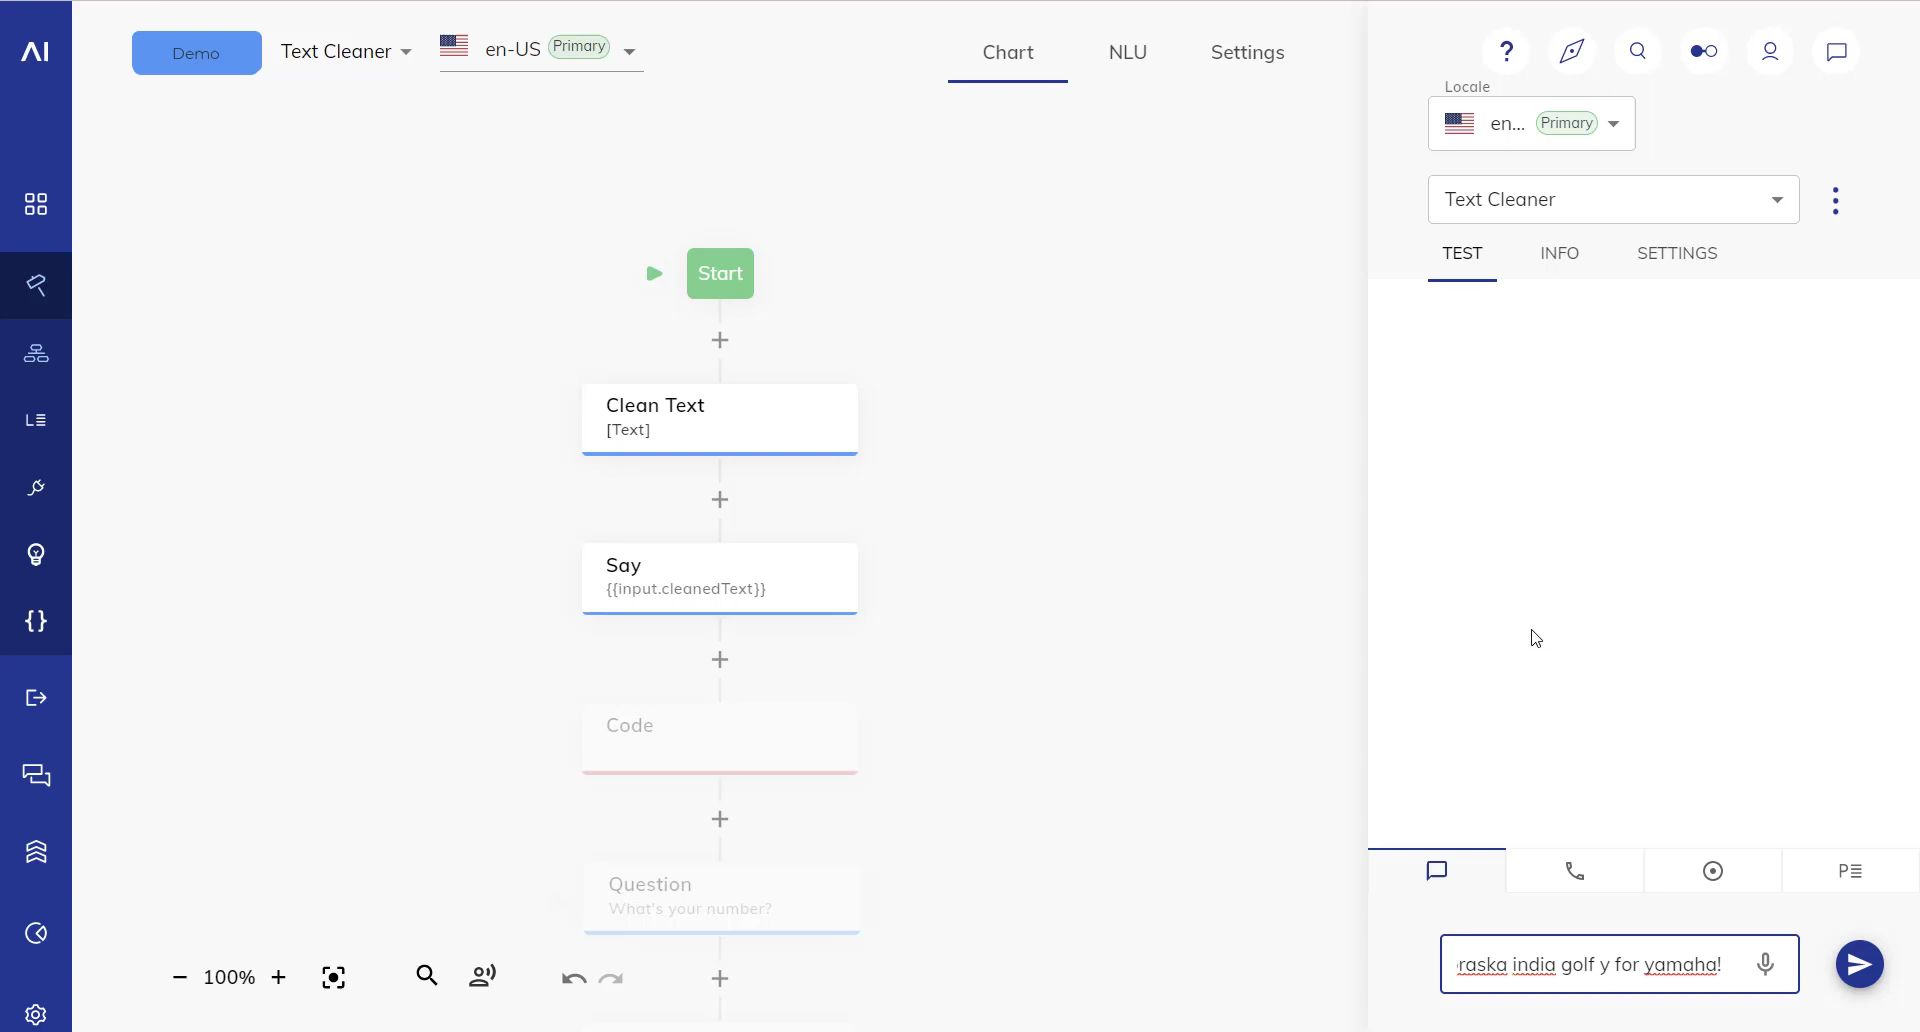 AI
Demo
Text Cleaner
en-US
Primary
Chart
NLU
Settings
?
Locale
en...
Primary
Text Cleaner
TEST
INFO
SETTINGS
Start
Clean Text
[Text]
Say
{{input.cleanedText}}
Code
Question
What's your number?
100%
raska india golf y for yamaha!